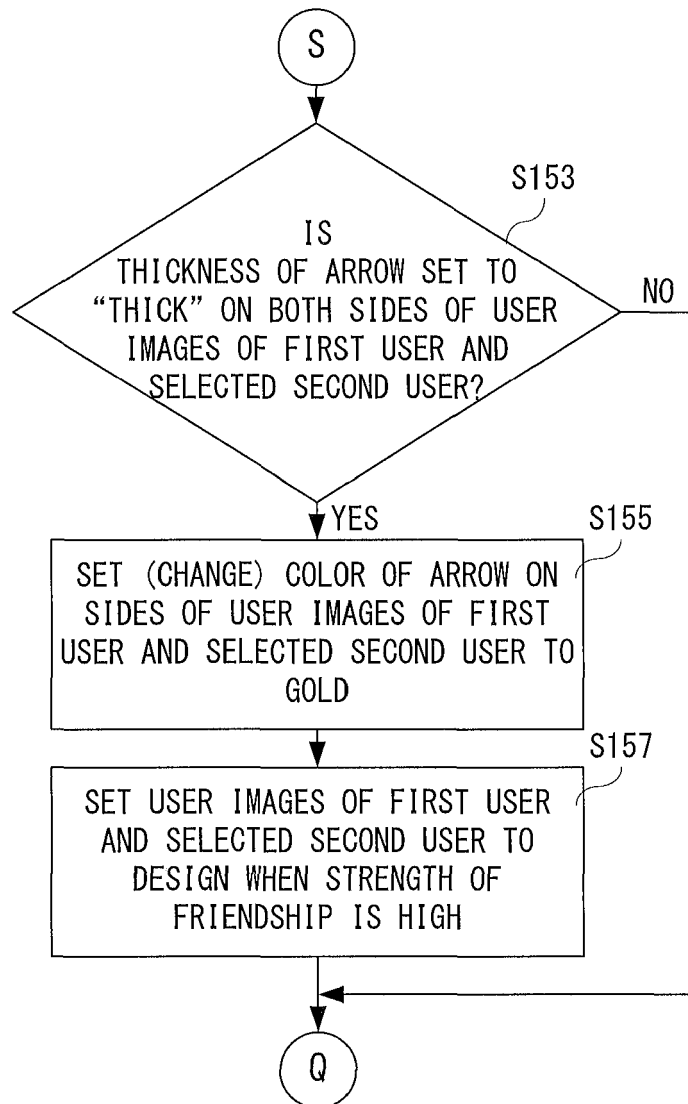 S
S153
IS
THICKNESS OF ARROW SET TO
“THICK” ON BOTH SIDES OF USER
IMAGES OF FIRST USER AND
SELECTED SECOND USER?
NO
YES
S155
SET (CHANGE) COLOR OF ARROW ON
SIDES OF USER IMAGES OF FIRST
USER AND SELECTED SECOND USER TO
GOLD
S157
SET USER IMAGES OF FIRST USER
AND SELECTED SECOND USER TO
DESIGN WHEN STRENGTH OF
FRIENDSHIP IS HIGH
Q